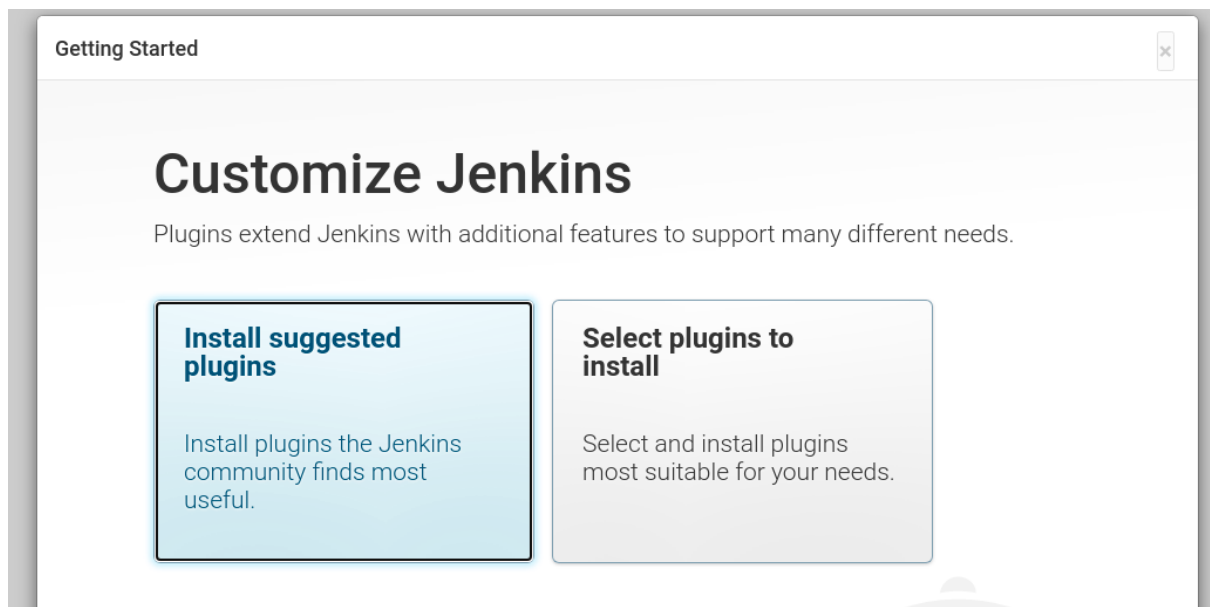 Getting Started
×
Customize Jenkins
Plugins extend Jenkins with additional features to support many different needs.
Install suggested
plugins
Install plugins the Jenkins
community finds most
useful.
Select plugins to
install
Select and install plugins
most suitable for your needs.